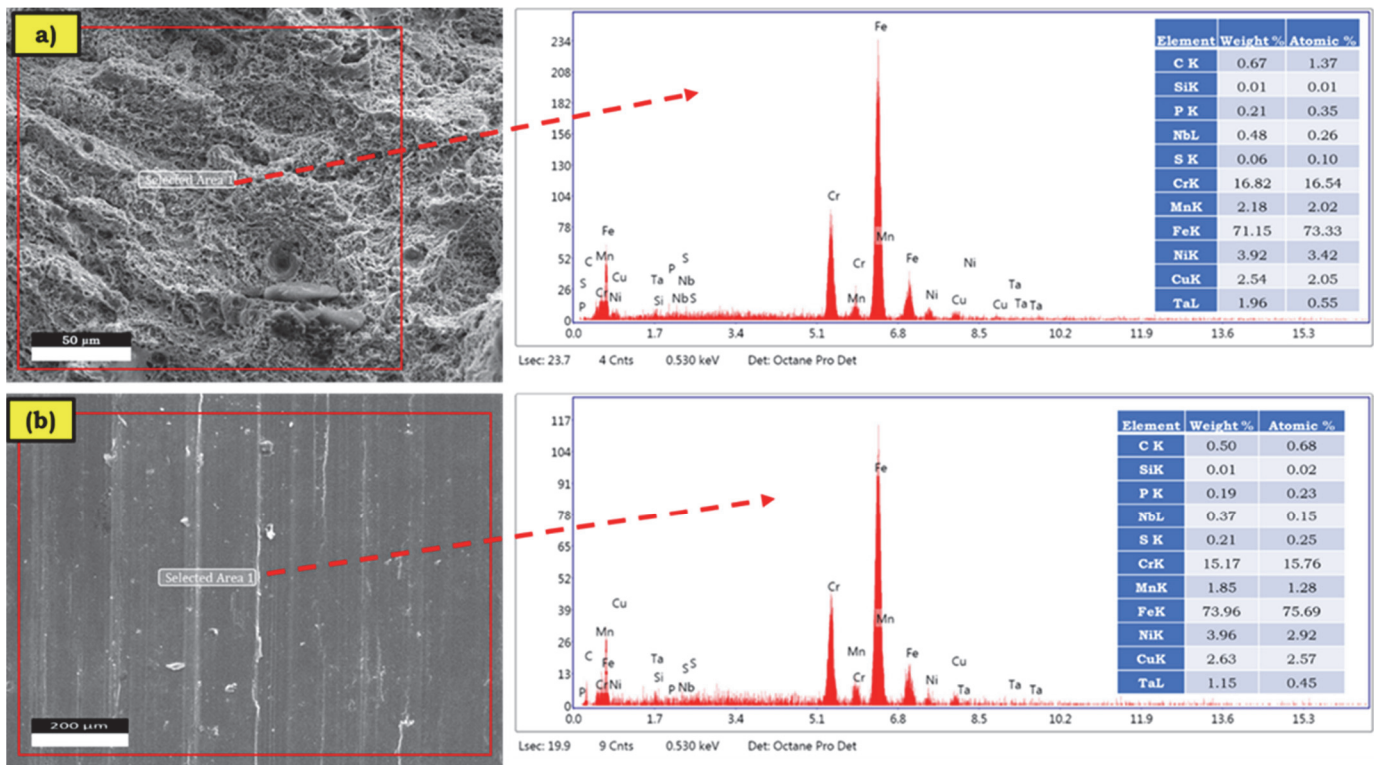 a)
Selected Area 1
50 µm
234
208
182
156
130
104
78
52
26
0
0.0 1.7 3.4 5.1 6.8 8.5 10.2 11.9 13.6 15.3
S
P
C
Fe
Mn
Cr
Cu
Ni
Ta
Si
P
S
Nb
Nb S
Cr
Cr
Mn
Fe
Mn
Fe
Ni
Cu
Ni
Cu
Ta
Ta
Ta
Element Weight % Atomic %
C K 0.67 1.37
SiK 0.01 0.01
P K 0.21 0.35
NbL 0.48 0.26
S K 0.06 0.10
CrK 16.82 16.54
MnK 2.18 2.02
FeK 71.15 73.33
NiK 3.92 3.42
CuK 2.54 2.05
TaL 1.96 0.55
Lsec: 23.7 4 Cnts 0.530 keV Det: Octane Pro Det
(b)
Selected Area 1
200 µm
117
104
91
78
65
52
39
26
13
0
0.0 1.7 3.4 5.1 6.8 8.5 10.2 11.9 13.6 15.3
C
P
Mn
Fe
Cr
Ni
Cu
Ta
Si
P
S
S
Nb
Cr
Mn
Cr
Fe
Mn
Fe
Ni
Cu
Ta
Ta
Ta
Element Weight % Atomic %
C K 0.50 0.68
SiK 0.01 0.02
P K 0.19 0.23
NbL 0.37 0.15
S K 0.21 0.25
CrK 15.17 15.76
MnK 1.85 1.28
FeK 73.96 75.69
NiK 3.96 2.92
CuK 2.63 2.57
TaL 1.15 0.45
Lsec: 19.9 9 Cnts 0.530 keV Det: Octane Pro Det